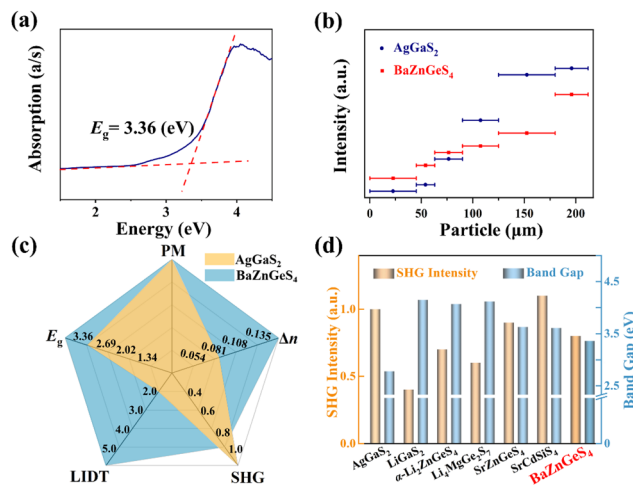 (a)
Absorption (a/s)
Eg= 3.36 (eV)
2
3
4
Energy (eV)
(b)
Intensity (a.u.)
AgGaS2
BaZnGeS4
0
50
100
150
200
Particle (μm)
(c)
PM
AgGaS2
BaZnGeS4
Eg
3.36
2.69
2.02
1.34
0.054
0.081
0.108
0.135
Δn
2.0
3.0
4.0
5.0
LIDT
0.4
0.6
0.8
1.0
SHG
(d)
SHG Intensity
Band Gap
SHG Intensity (a.u.)
0.0
0.5
1.0
Band Gap (eV)
4.5
3.5
2.5
0
AgGaS2
LiGaS2
α-Li2ZnGeS4
Li4MgGe2S7
SrZnGeS4
SrCdSiS4
BaZnGeS4